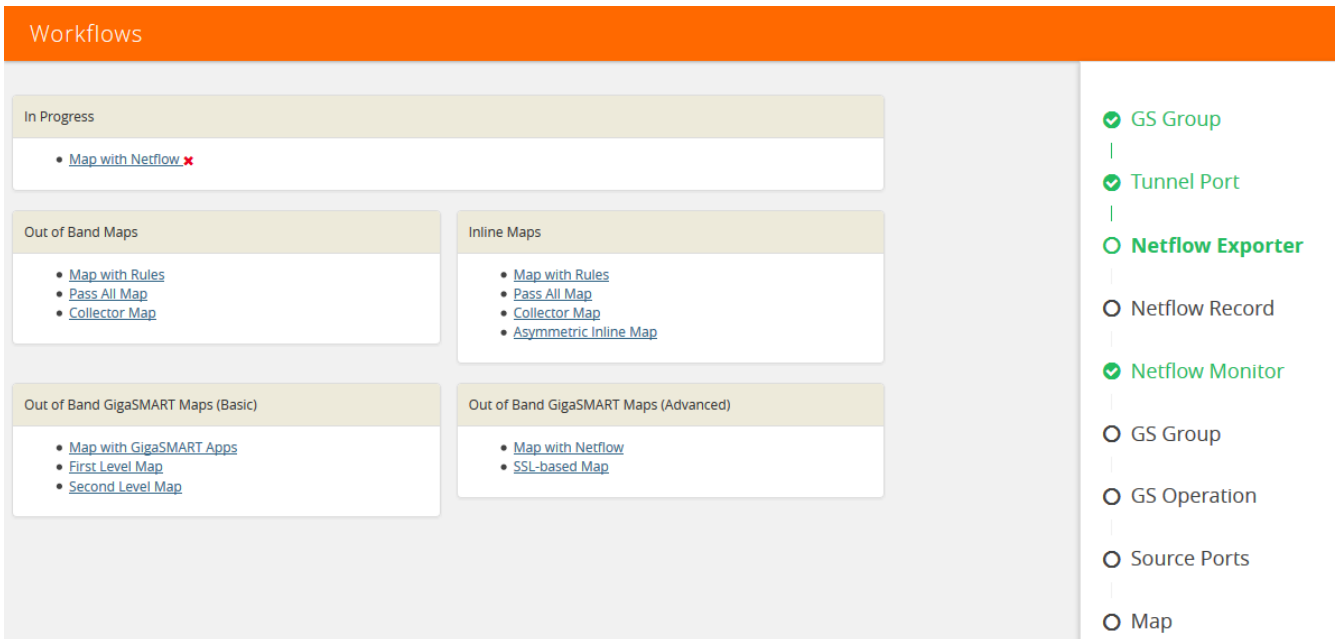 Workflows
In Progress
Map with Netflow
Out of Band Maps
Map with Rules
Pass All Map
Collector Map
Inline Maps
Map with Rules
Pass All Map
Collector Map
Asymmetric Inline Map
Out of Band GigaSMART Maps (Basic)
Map with GigaSMART Apps
First Level Map
Second Level Map
Out of Band GigaSMART Maps (Advanced)
Map with Netflow
SSL-based Map
GS Group
Tunnel Port
Netflow Exporter
Netflow Record
Netflow Monitor
GS Group
GS Operation
Source Ports
Map